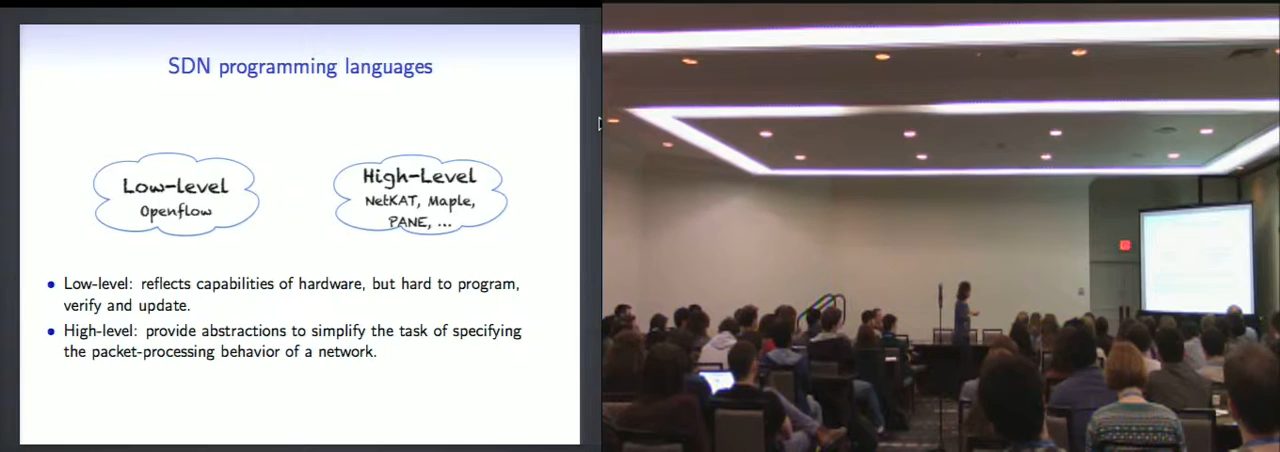 SDN programming languages
Low-level
Openflow
High-Level
NetKAT, Maple,
PANE, ...
Low-level: reflects capabilities of hardware, but hard to program,
verify and update.
High-level: provide abstractions to simplify the task of specifying
the packet-processing behavior of a network.